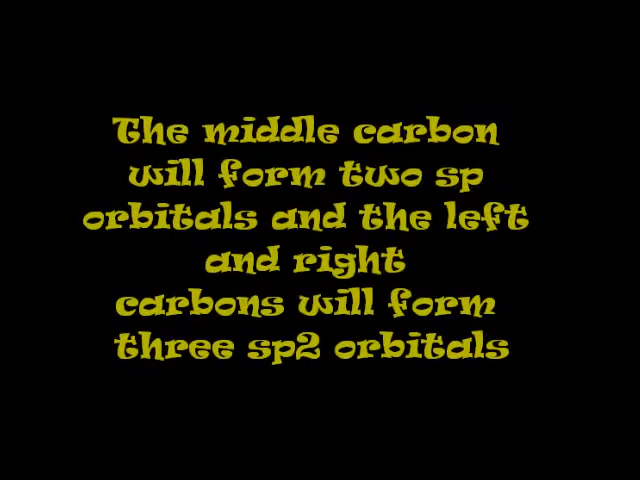 The middle carbon
will form two sp
orbitals and the left
and right
carbons will form
three sp2 orbitals